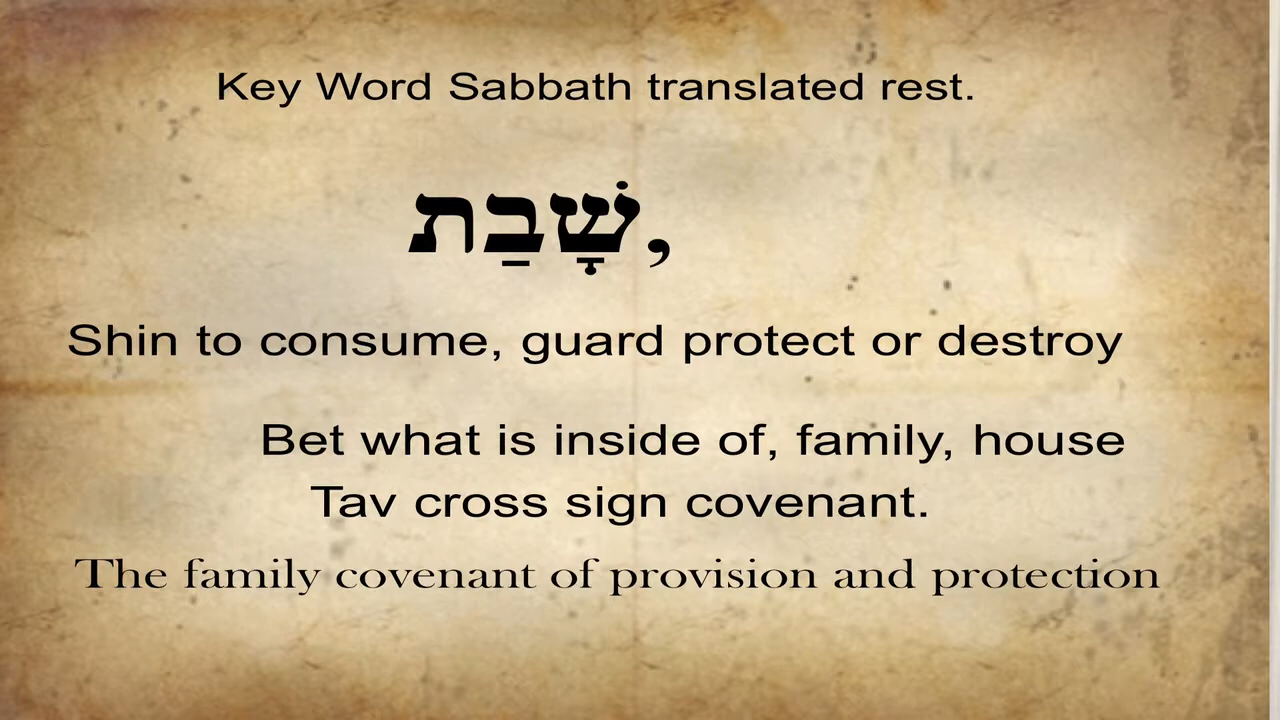 Key Word Sabbath translated rest.
שָׁבַת,
Shin to consume, guard protect or destroy
Bet what is inside of, family, house
Tav cross sign covenant.
The family covenant of provision and protection